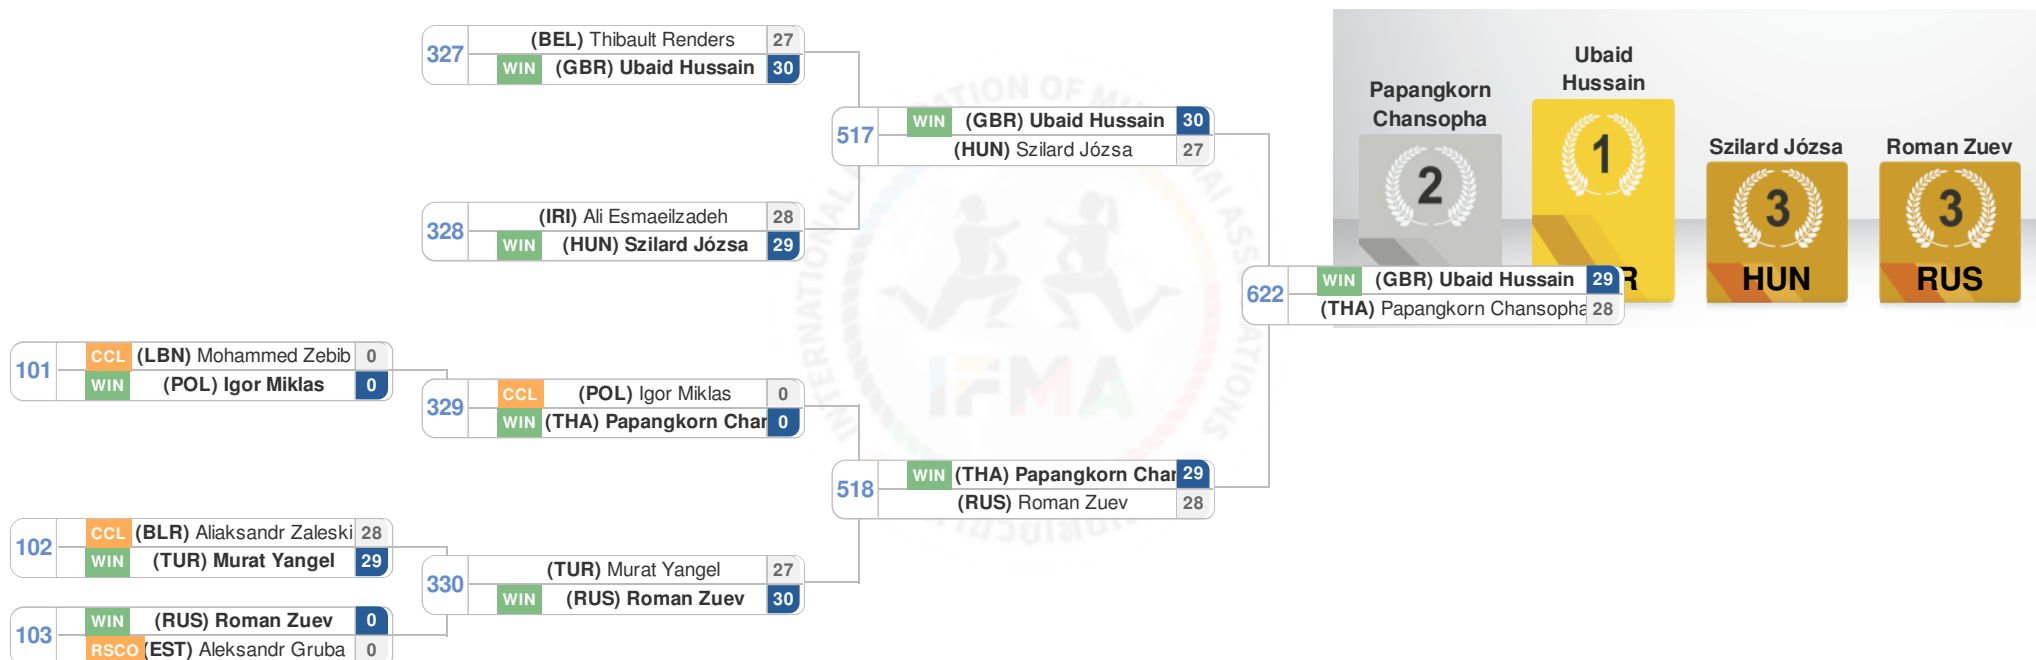 327
(BEL) Thibault Renders 27
WIN (GBR) Ubaid Hussain 30
328
(IRI) Ali Esmaeilzadeh 28
WIN (HUN) Szilard Józsa 29
101
CCL (LBN) Mohammed Zebib 0
WIN (POL) Igor Miklas 0
329
CCL (POL) Igor Miklas 0
WIN (THA) Papangkorn Char 0
102
CCL (BLR) Aliaksandr Zaleski 28
WIN (TUR) Murat Yangel 29
103
WIN (RUS) Roman Zuev 0
RSCO (EST) Aleksandr Gruba 0
330
(TUR) Murat Yangel 27
WIN (RUS) Roman Zuev 30
517
WIN (GBR) Ubaid Hussain 30
(HUN) Szilard Józsa 27
518
WIN (THA) Papangkorn Char 29
(RUS) Roman Zuev 28
622
WIN (GBR) Ubaid Hussain 29
(THA) Papangkorn Chansopha 28
Papangkorn
Chansopha
2
Ubaid
Hussain
1
R
Szilard Józsa
3
HUN
Roman Zuev
3
RUS
IFMA